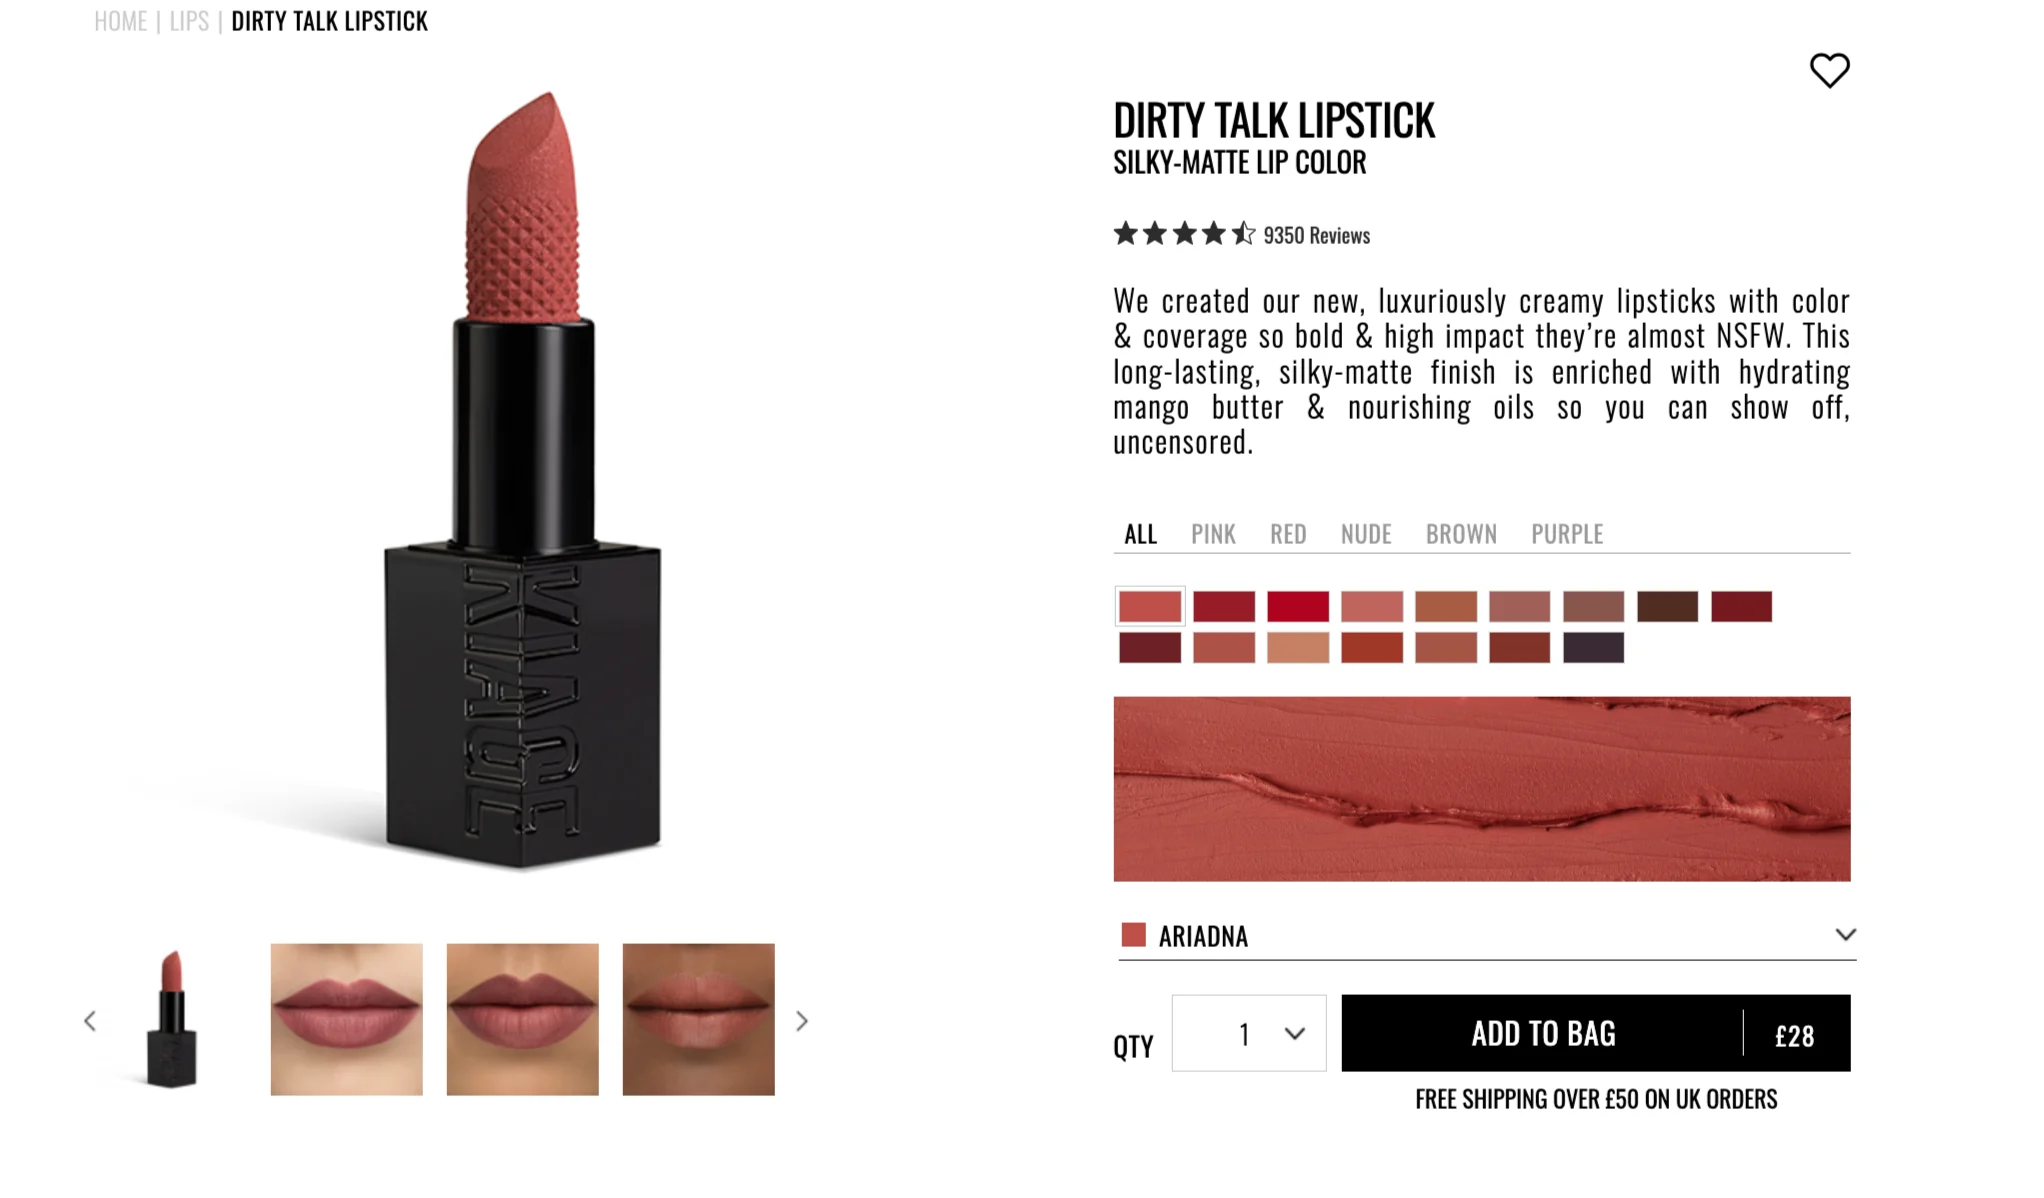 HOME | LIPS | DIRTY TALK LIPSTICK
DIRTY TALK LIPSTICK
SILKY-MATTE LIP COLOR
9350 Reviews
We created our new, luxuriously creamy lipsticks with color
& coverage so bold & high impact they’re almost NSFW. This
long-lasting, silky-matte finish is enriched with hydrating
mango butter & nourishing oils so you can show off,
uncensored.
ALL PINK RED NUDE BROWN PURPLE
ARIADNA
QTY 1 ADD TO BAG | £28
FREE SHIPPING OVER £50 ON UK ORDERS